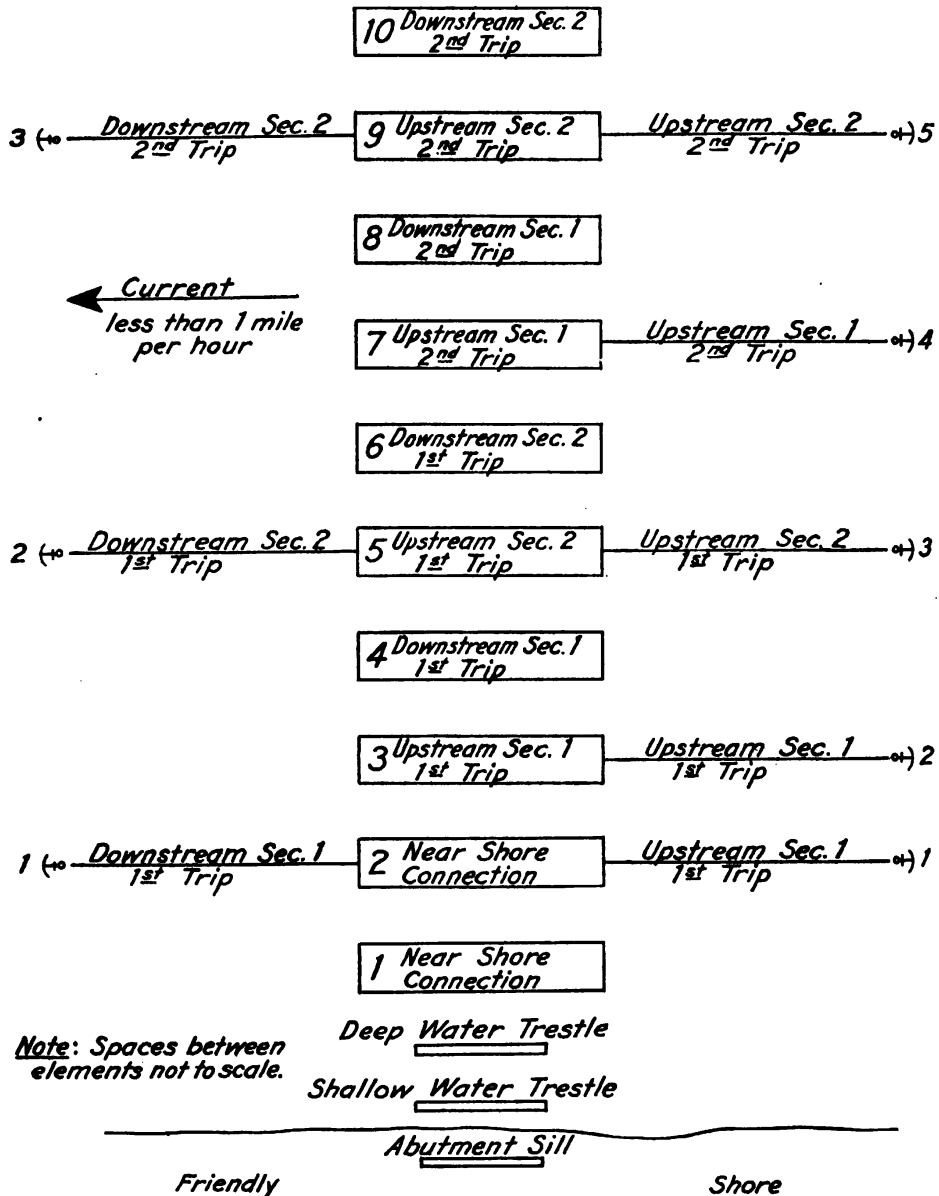 10 Downstream Sec. 2
2nd Trip
3 Downstream Sec. 2 9 Upstream Sec. 2 Upstream Sec. 2 5
2nd Trip 2nd Trip 2nd Trip
8 Downstream Sec. 1
2nd Trip
Current
less than 1 mile
per hour
7 Upstream Sec. 1 Upstream Sec. 1 4
2nd Trip 2nd Trip
6 Downstream Sec. 2
1st Trip
2 Downstream Sec. 2 5 Upstream Sec. 2 Upstream Sec. 2 3
1st Trip 1st Trip 1st Trip
4 Downstream Sec. 1
1st Trip
3 Upstream Sec. 1 Upstream Sec. 1 2
1st Trip 1st Trip
1 Downstream Sec. 1 2 Near Shore Upstream Sec. 1 1
1st Trip Connection 1st Trip
1 Near Shore
Connection
Deep Water Trestle
Note: Spaces between
elements not to scale.
Shallow Water Trestle
Abutment Sill
Friendly Shore